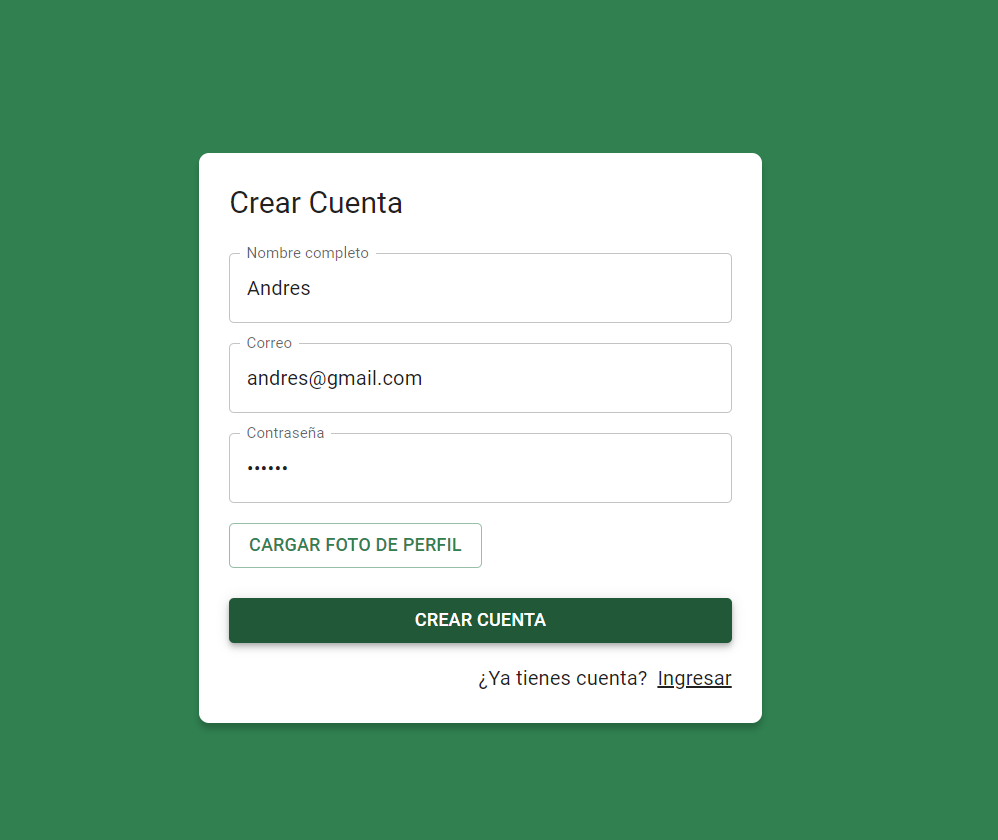 Crear Cuenta
Nombre completo
Andres
Correo
andres@gmail.com
Contraseña
••••••
CARGAR FOTO DE PERFIL
CREAR CUENTA
¿Ya tienes cuenta? Ingresar